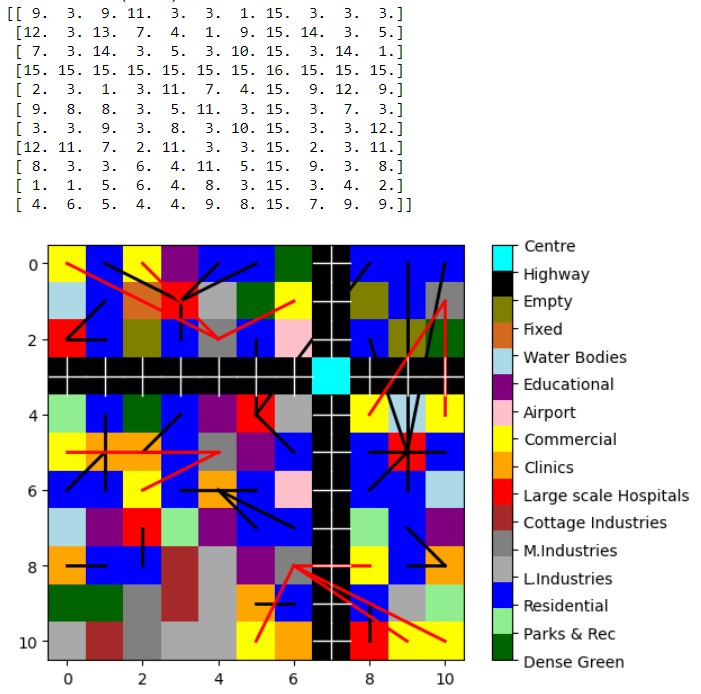 [[ 9. 3. 9. 11. 3. 3. 1. 15. 3. 3. 3.]
[12. 3. 13. 7. 4. 1. 9. 15. 14. 3. 5.]
[ 7. 3. 14. 3. 5. 3. 10. 15. 3. 14. 1.]
[15. 15. 15. 15. 15. 15. 15. 16. 15. 15. 15.]
[ 2. 3. 1. 3. 11. 7. 4. 15. 9. 12. 9.]
[ 9. 8. 8. 3. 5. 11. 3. 15. 3. 7. 3.]
[ 3. 3. 9. 3. 8. 3. 10. 15. 3. 3. 12.]
[12. 11. 7. 2. 11. 3. 3. 15. 2. 3. 11.]
[ 8. 3. 3. 6. 4. 11. 5. 15. 9. 3. 8.]
[ 1. 1. 5. 6. 4. 8. 3. 15. 3. 4. 2.]
[ 4. 6. 5. 4. 4. 9. 8. 15. 7. 9. 9.]]
Centre
Highway
Empty
Fixed
Water Bodies
Educational
Airport
Commercial
Clinics
Large scale Hospitals
Cottage Industries
M.Industries
L.Industries
Residential
Parks & Rec
Dense Green
0
2
4
6
8
10
0 2 4 6 8 10